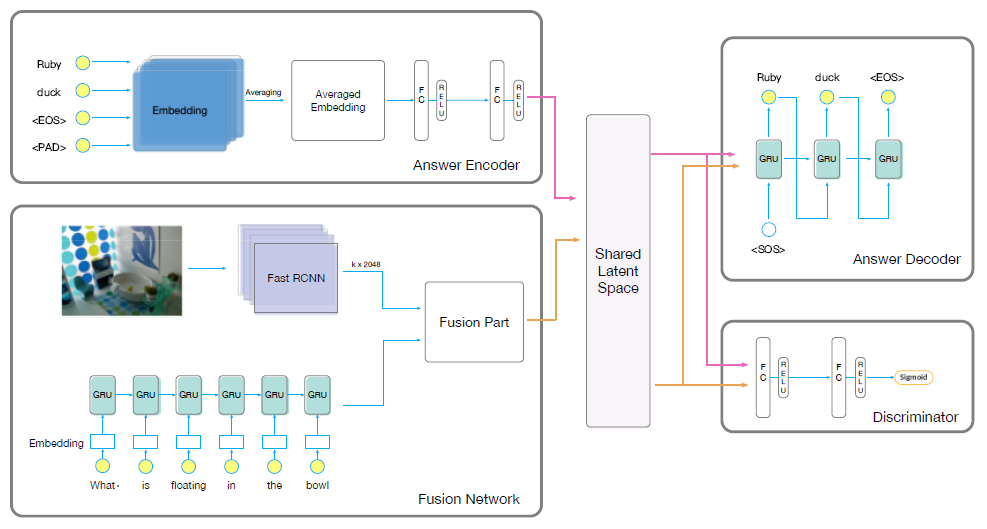 Ruby
duck
<EOS>
<PAD>
Embedding
Averaging
Averaged
Embedding
FC
RELU
FC
RELU
Answer Encoder
Fast RCNN
k x 2048
Fusion Part
GRU GRU GRU GRU GRU GRU
Embedding
What· is floating in the bowl
Fusion Network
Shared
Latent
Space
Ruby duck <EOS>
GRU GRU GRU
<SOS>
Answer Decoder
FC
RELU
FC
RELU
Sigmoid
Discriminator